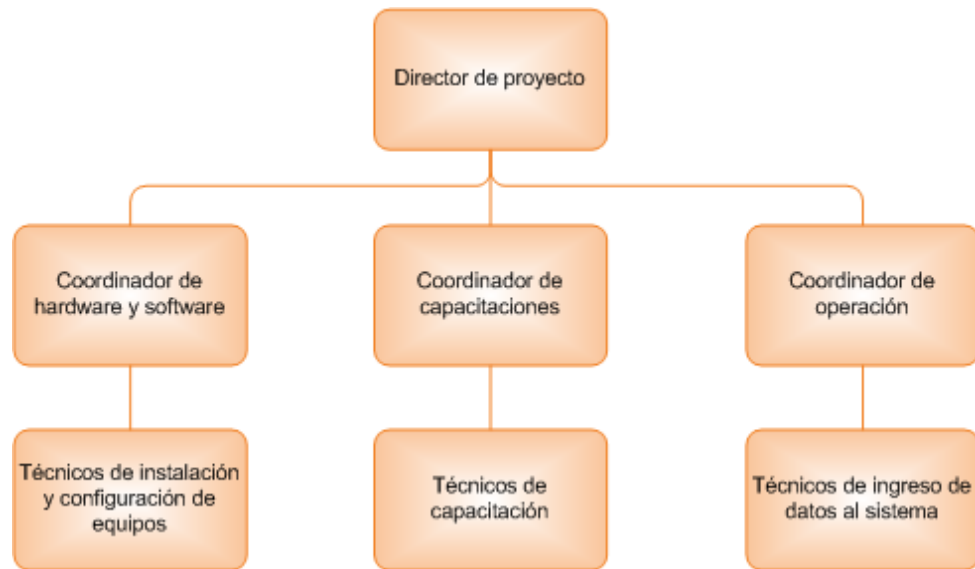 Director de proyecto
Coordinador de
hardware y software
Coordinador de
capacitaciones
Coordinador de
operación
Técnicos de instalación
y configuración de
equipos
Técnicos de
capacitación
Técnicos de ingreso de
datos al sistema